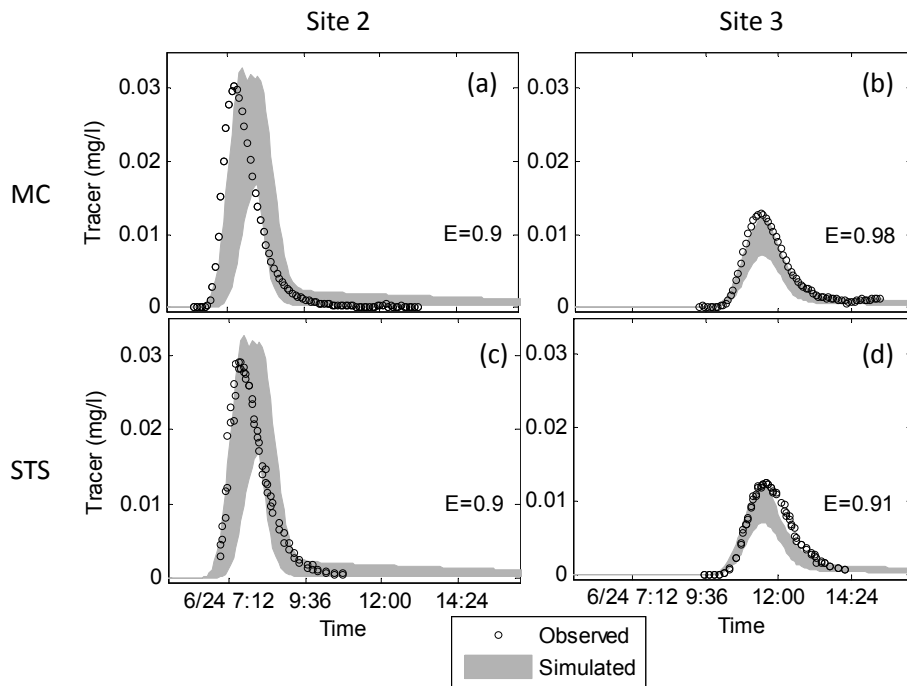 Site 2
Site 3
MC
Tracer (mg/l)
0.03
0.02
0.01
0
(a)
E=0.9
0.03
0.02
0.01
0
(b)
E=0.98
STS
Tracer (mg/l)
0.03
0.02
0.01
0
(c)
E=0.9
6/24 7:12 9:36 12:00 14:24
Time
0.03
0.02
0.01
0
(d)
E=0.91
6/24 7:12 9:36 12:00 14:24
Time
Observed
Simulated